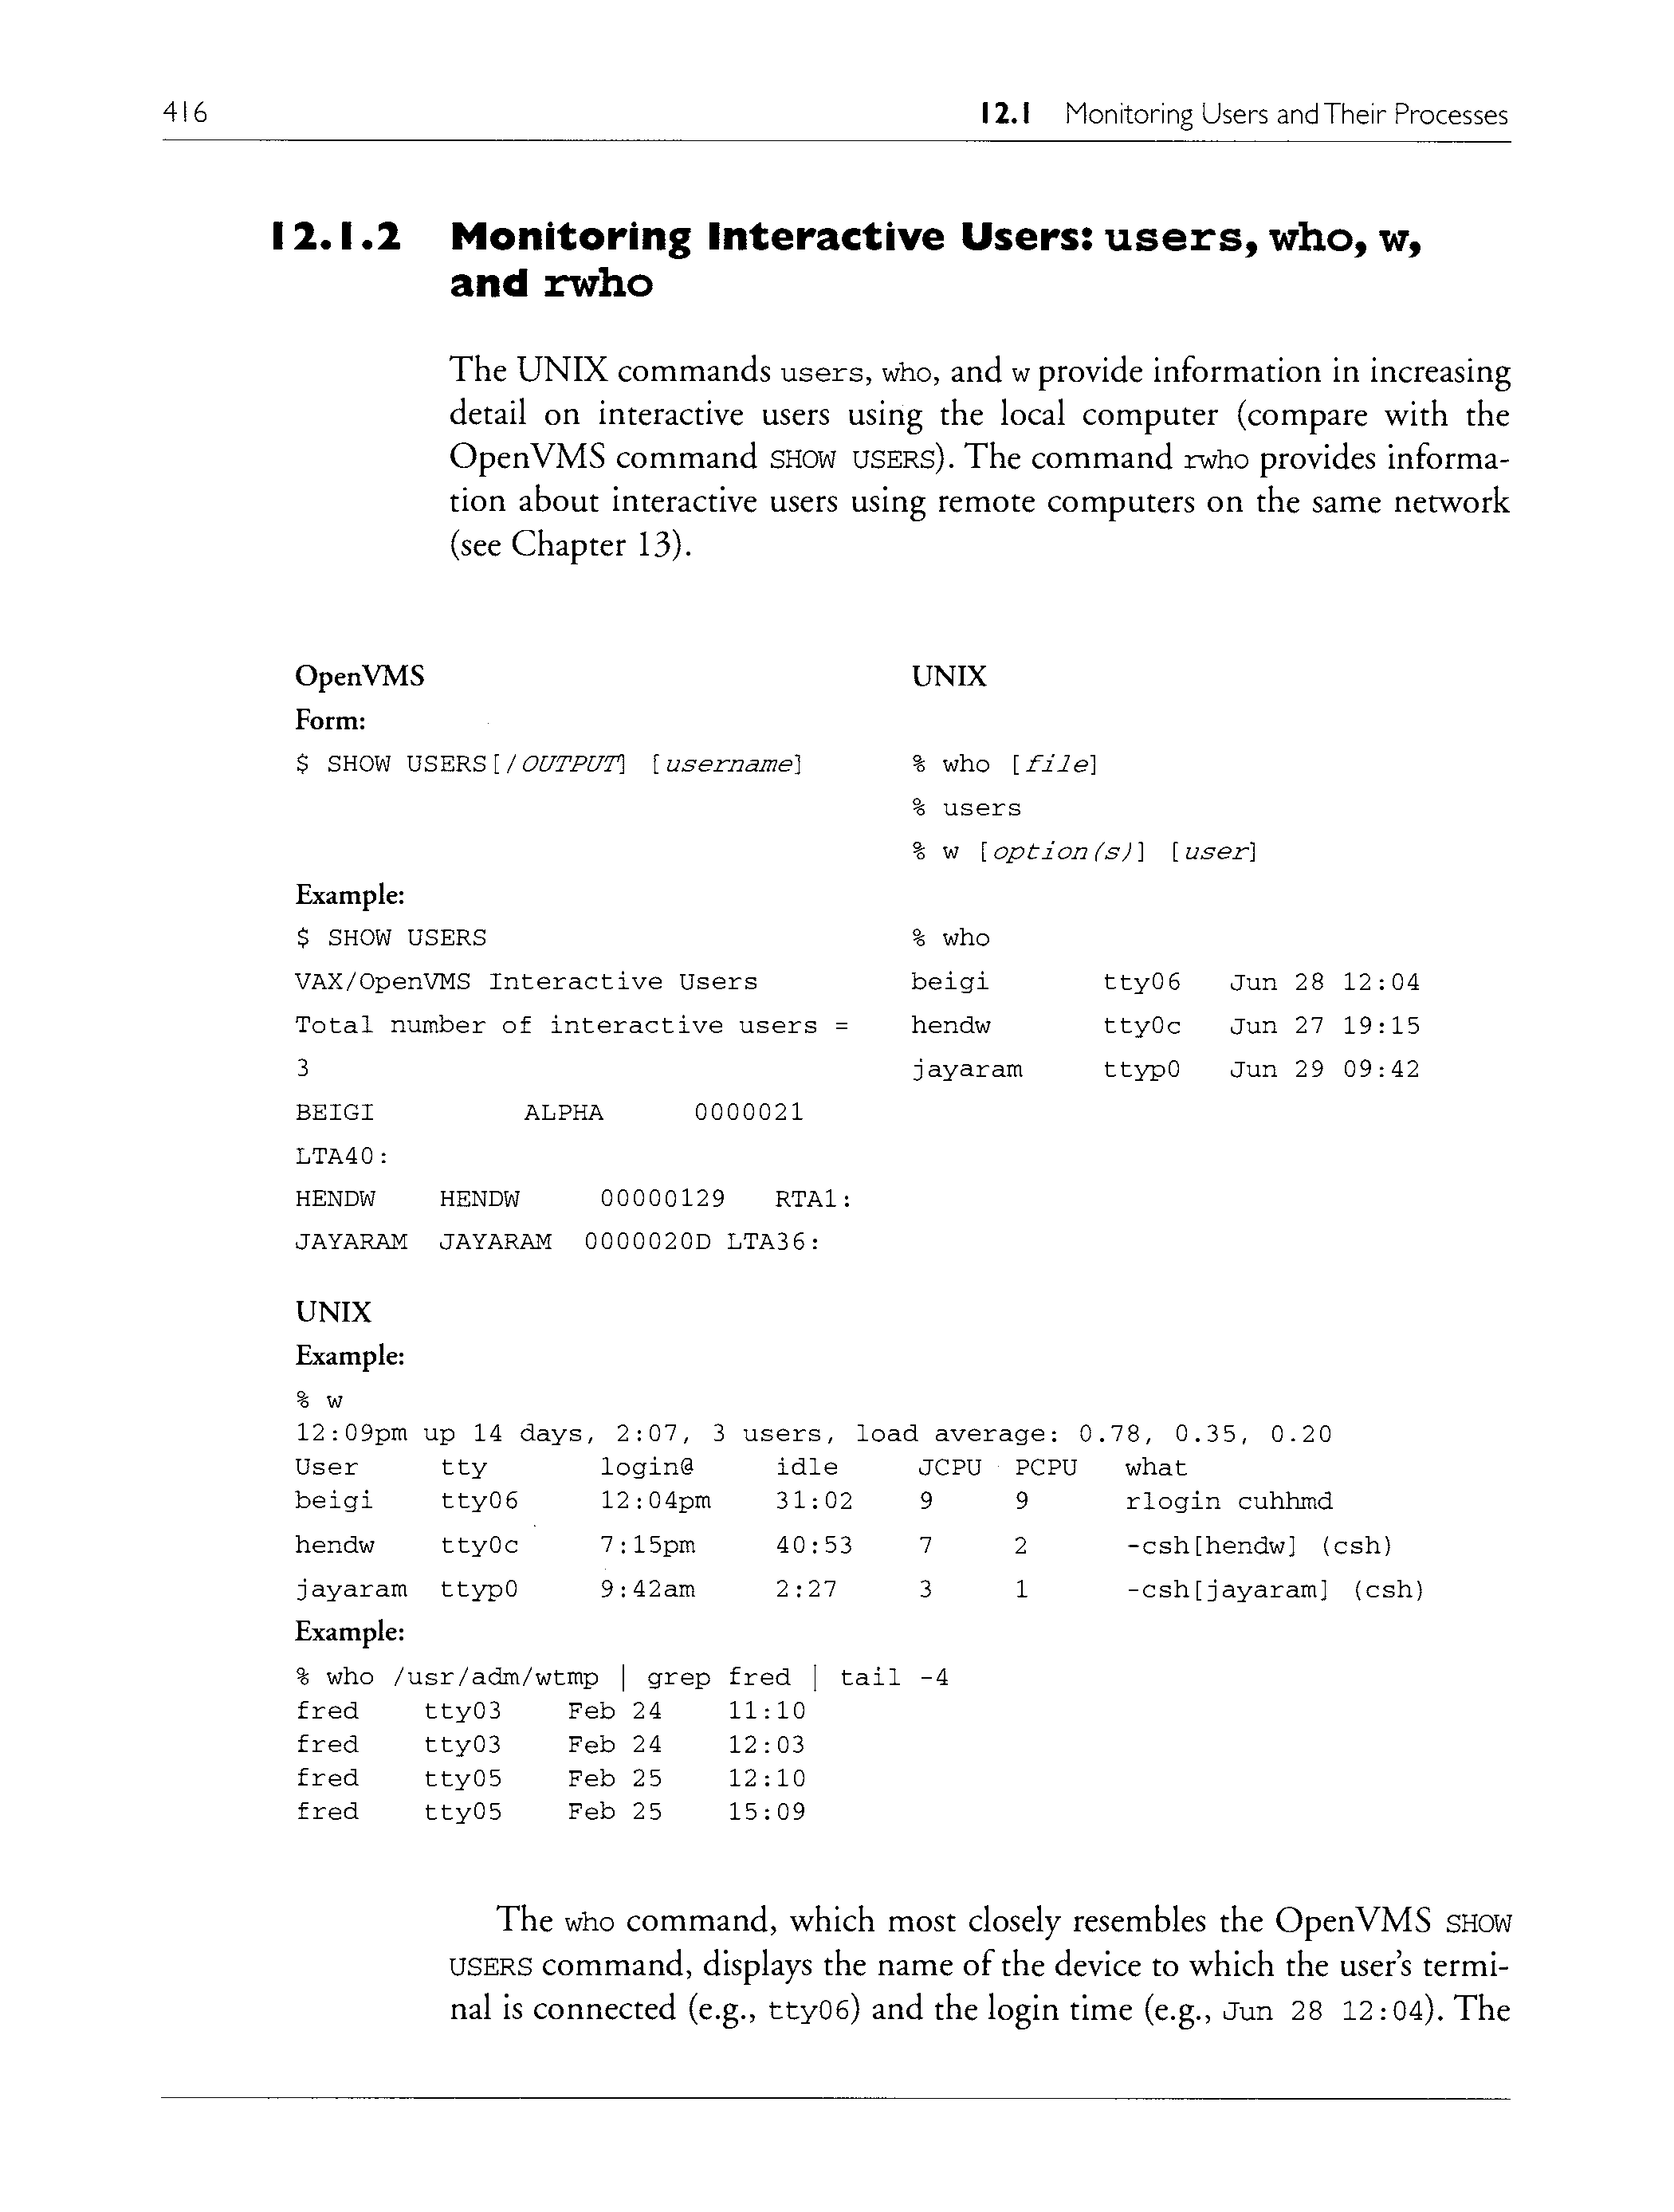 416
12.1 Monitoring Users and Their Processes
12.1.2 Monitoring Interactive Users: users, who, w,
and rwho
The UNIX commands users, who, and w provide information in increasing
detail on interactive users using the local computer (compare with the
OpenVMS command SHOW USERS). The command rwho provides informa-
tion about interactive users using remote computers on the same network
(see Chapter 13).
OpenVMS UNIX
Form:
$ SHOW USERS[/OUTPUT] [username] % who [file]
% users
% w [option(s)] [user]
Example:
$ SHOW USERS % who
VAX/OpenVMS Interactive Users beigi tty06 Jun 28 12:04
Total number of interactive users = hendw tty0c Jun 27 19:15
3 jayaram ttyp0 Jun 29 09:42
BEIGI ALPHA 0000021
LTA40:
HENDW HENDW 00000129 RTA1:
JAYARAM JAYARAM 0000020D LTA36:
UNIX
Example:
% w
12:09pm up 14 days, 2:07, 3 users, load average: 0.78, 0.35, 0.20
User tty login@ idle JCPU PCPU what
beigi tty06 12:04pm 31:02 9 9 rlogin cuhhmd
hendw tty0c 7:15pm 40:53 7 2 -csh[hendw] (csh)
jayaram ttyp0 9:42am 2:27 3 1 -csh[jayaram] (csh)
Example:
% who /usr/adm/wtmp | grep fred | tail -4
fred tty03 Feb 24 11:10
fred tty03 Feb 24 12:03
fred tty05 Feb 25 12:10
fred tty05 Feb 25 15:09
The who command, which most closely resembles the OpenVMS SHOW
USERS command, displays the name of the device to which the user's termi-
nal is connected (e.g., tty06) and the login time (e.g., Jun 28 12:04). The